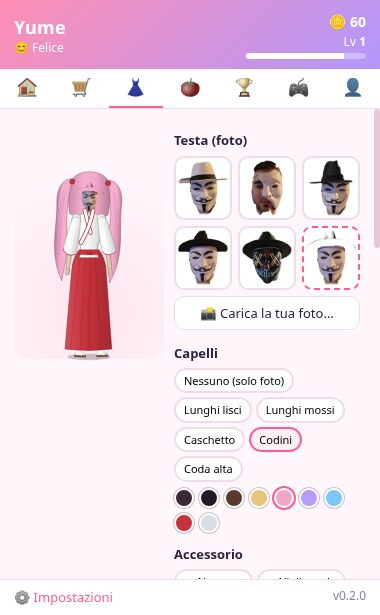 Yume
🪙 60
😊 Felice
Lv 1
Testa (foto)
📸 Carica la tua foto...
Capelli
Nessuno (solo foto)
Lunghi lisci
Lunghi mossi
Caschetto
Codini
Coda alta
Accessorio
⚙️ Impostazioni
v0.2.0